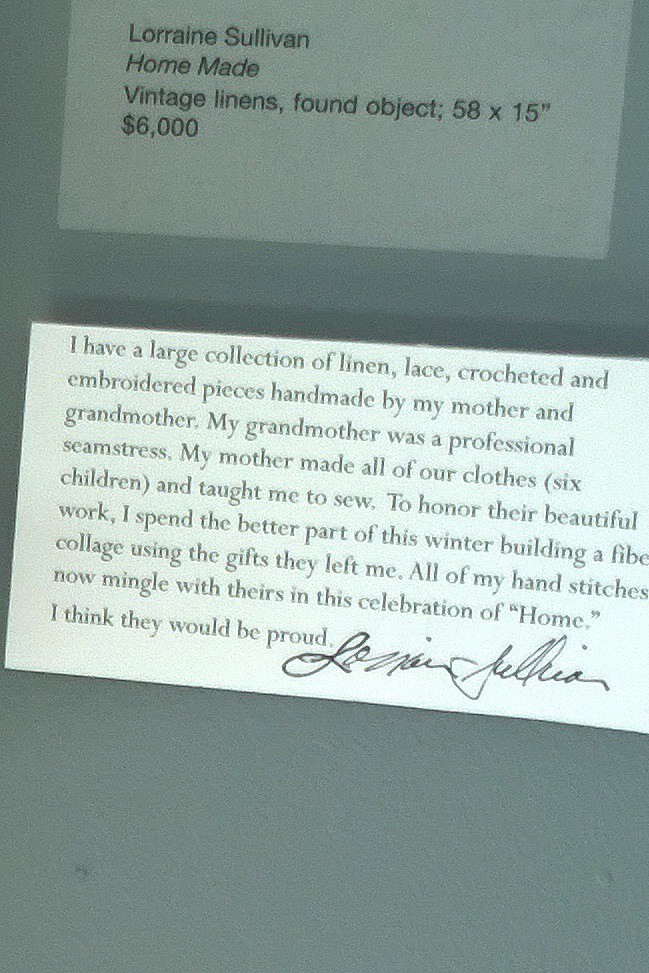 Lorraine Sullivan
Home Made
Vintage linens, found object; 58 x 15”
$6,000
I have a large collection of linen, lace, crocheted and
embroidered pieces handmade by my mother and
grandmother. My grandmother was a professional
seamstress. My mother made all of our clothes (six
children) and taught me to sew. To honor their beautiful
work, I spend the better part of this winter building a fibe
collage using the gifts they left me. All of my hand stitches
now mingle with theirs in this celebration of “Home.”
I think they would be proud.
Lorraine Sullivan